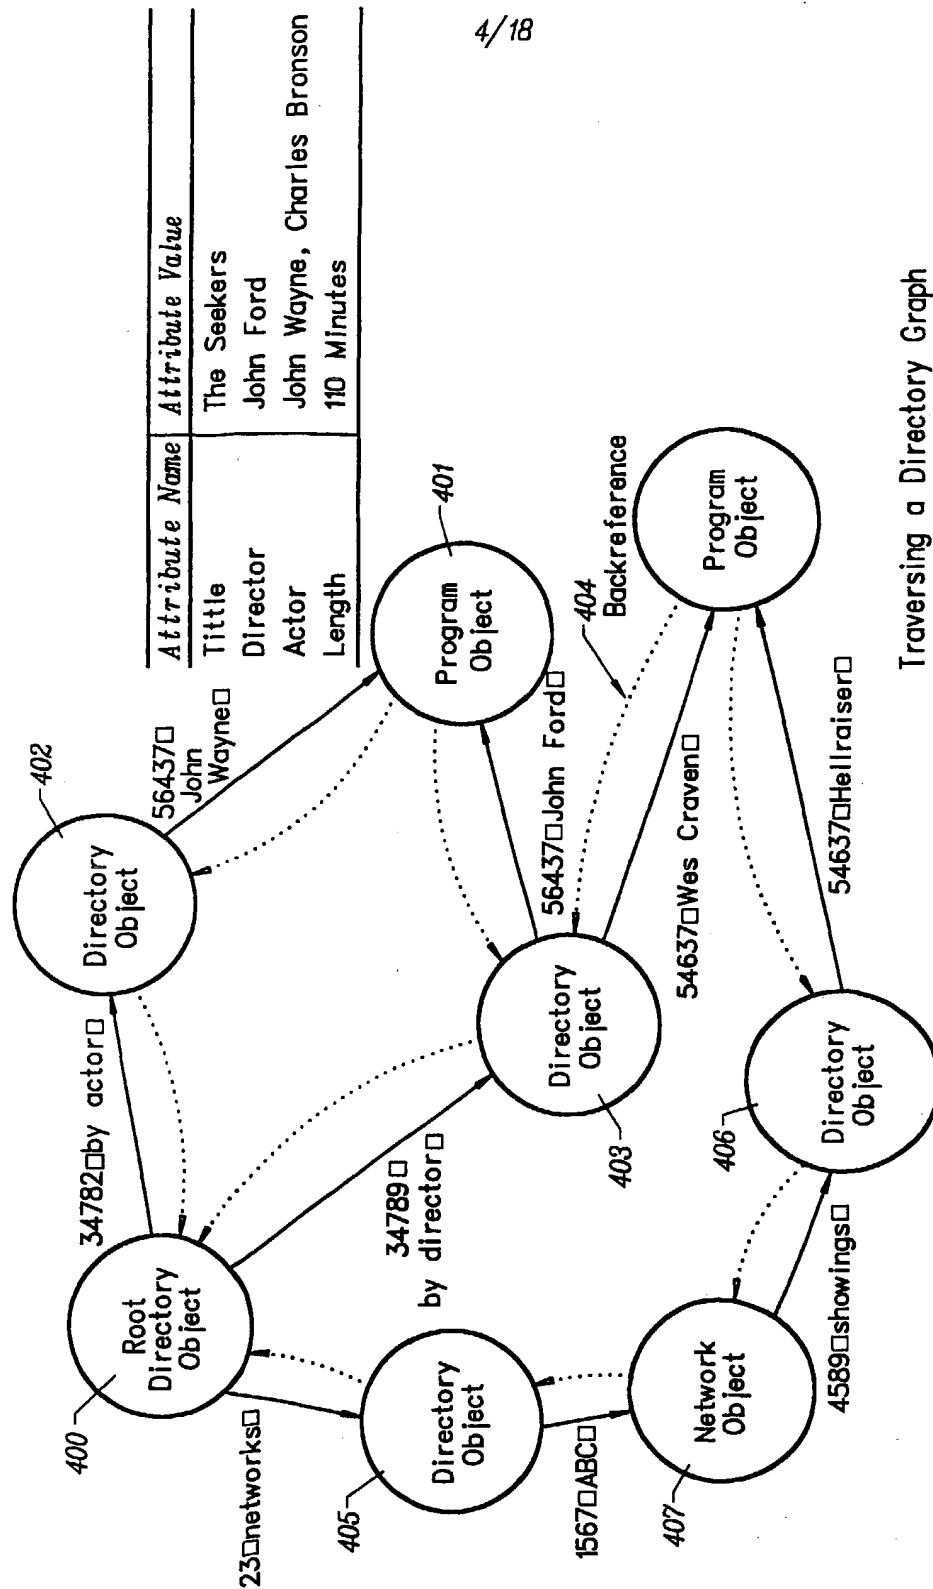 4/18
Attribute Name Attribute Value
Tittle The Seekers
Director John Ford
Actor John Wayne, Charles Bronson
Length 110 Minutes
400
Root
Directory
Object
34782□by actor□
402
Directory
Object
56437□
John
Wayne□
401
Program
Object
34789□
by director□
403
Directory
Object
56437□John Ford□
404
Backreference
54637□Wes Craven□
Program
Object
23□networks□
405
Directory
Object
1567□ABC□
407
Network
Object
4589□showings□
406
Directory
Object
54637□Hellraiser□
Traversing a Directory Graph